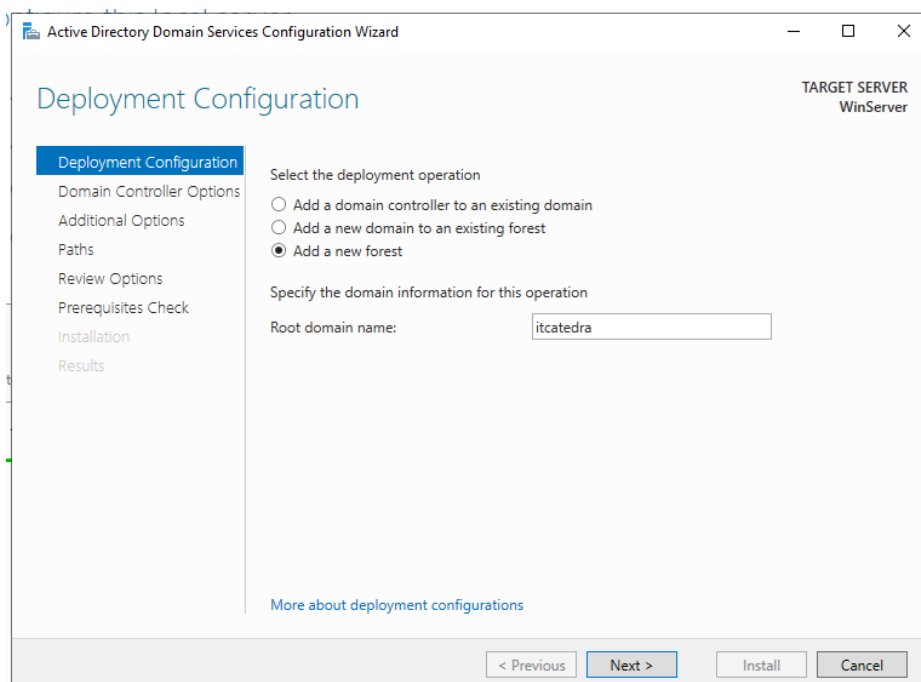 Active Directory Domain Services Configuration Wizard
Deployment Configuration
TARGET SERVER
WinServer
Deployment Configuration
Domain Controller Options
Additional Options
Paths
Review Options
Prerequisites Check
Installation
Results
Select the deployment operation
Add a domain controller to an existing domain
Add a new domain to an existing forest
Add a new forest
Specify the domain information for this operation
Root domain name: itcatedra
More about deployment configurations
< Previous Next > Install Cancel